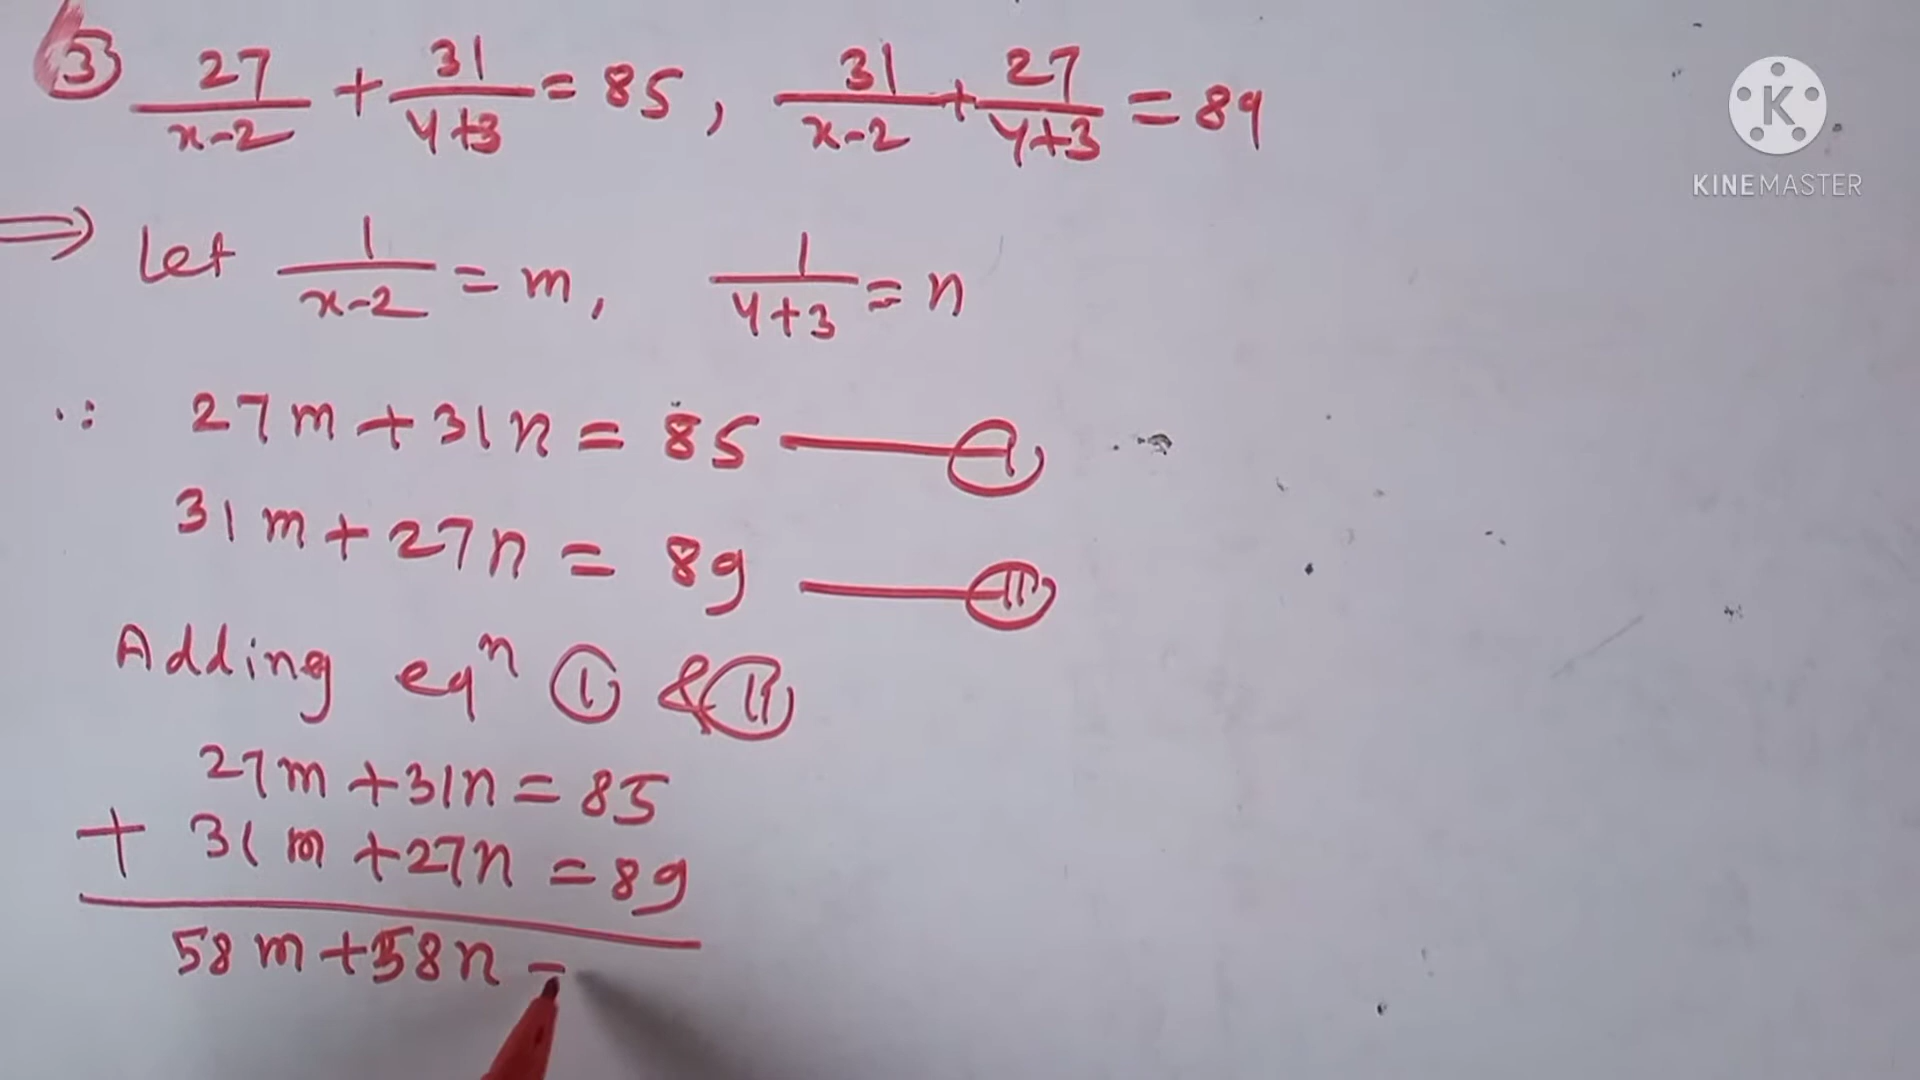 ③ 27/(x-2) + 31/(y+3) = 85, 31/(x-2) + 27/(y+3) = 89
K
KINEMASTER
⇒ Let 1/(x-2) = m, 1/(y+3) = n
∴ 27m + 31n = 85 — Ⓘ
31m + 27n = 89 — Ⅱ
Adding eqⁿ Ⓘ & Ⅱ
27m + 31n = 85
+ 31m + 27n = 89
58m + 58n =